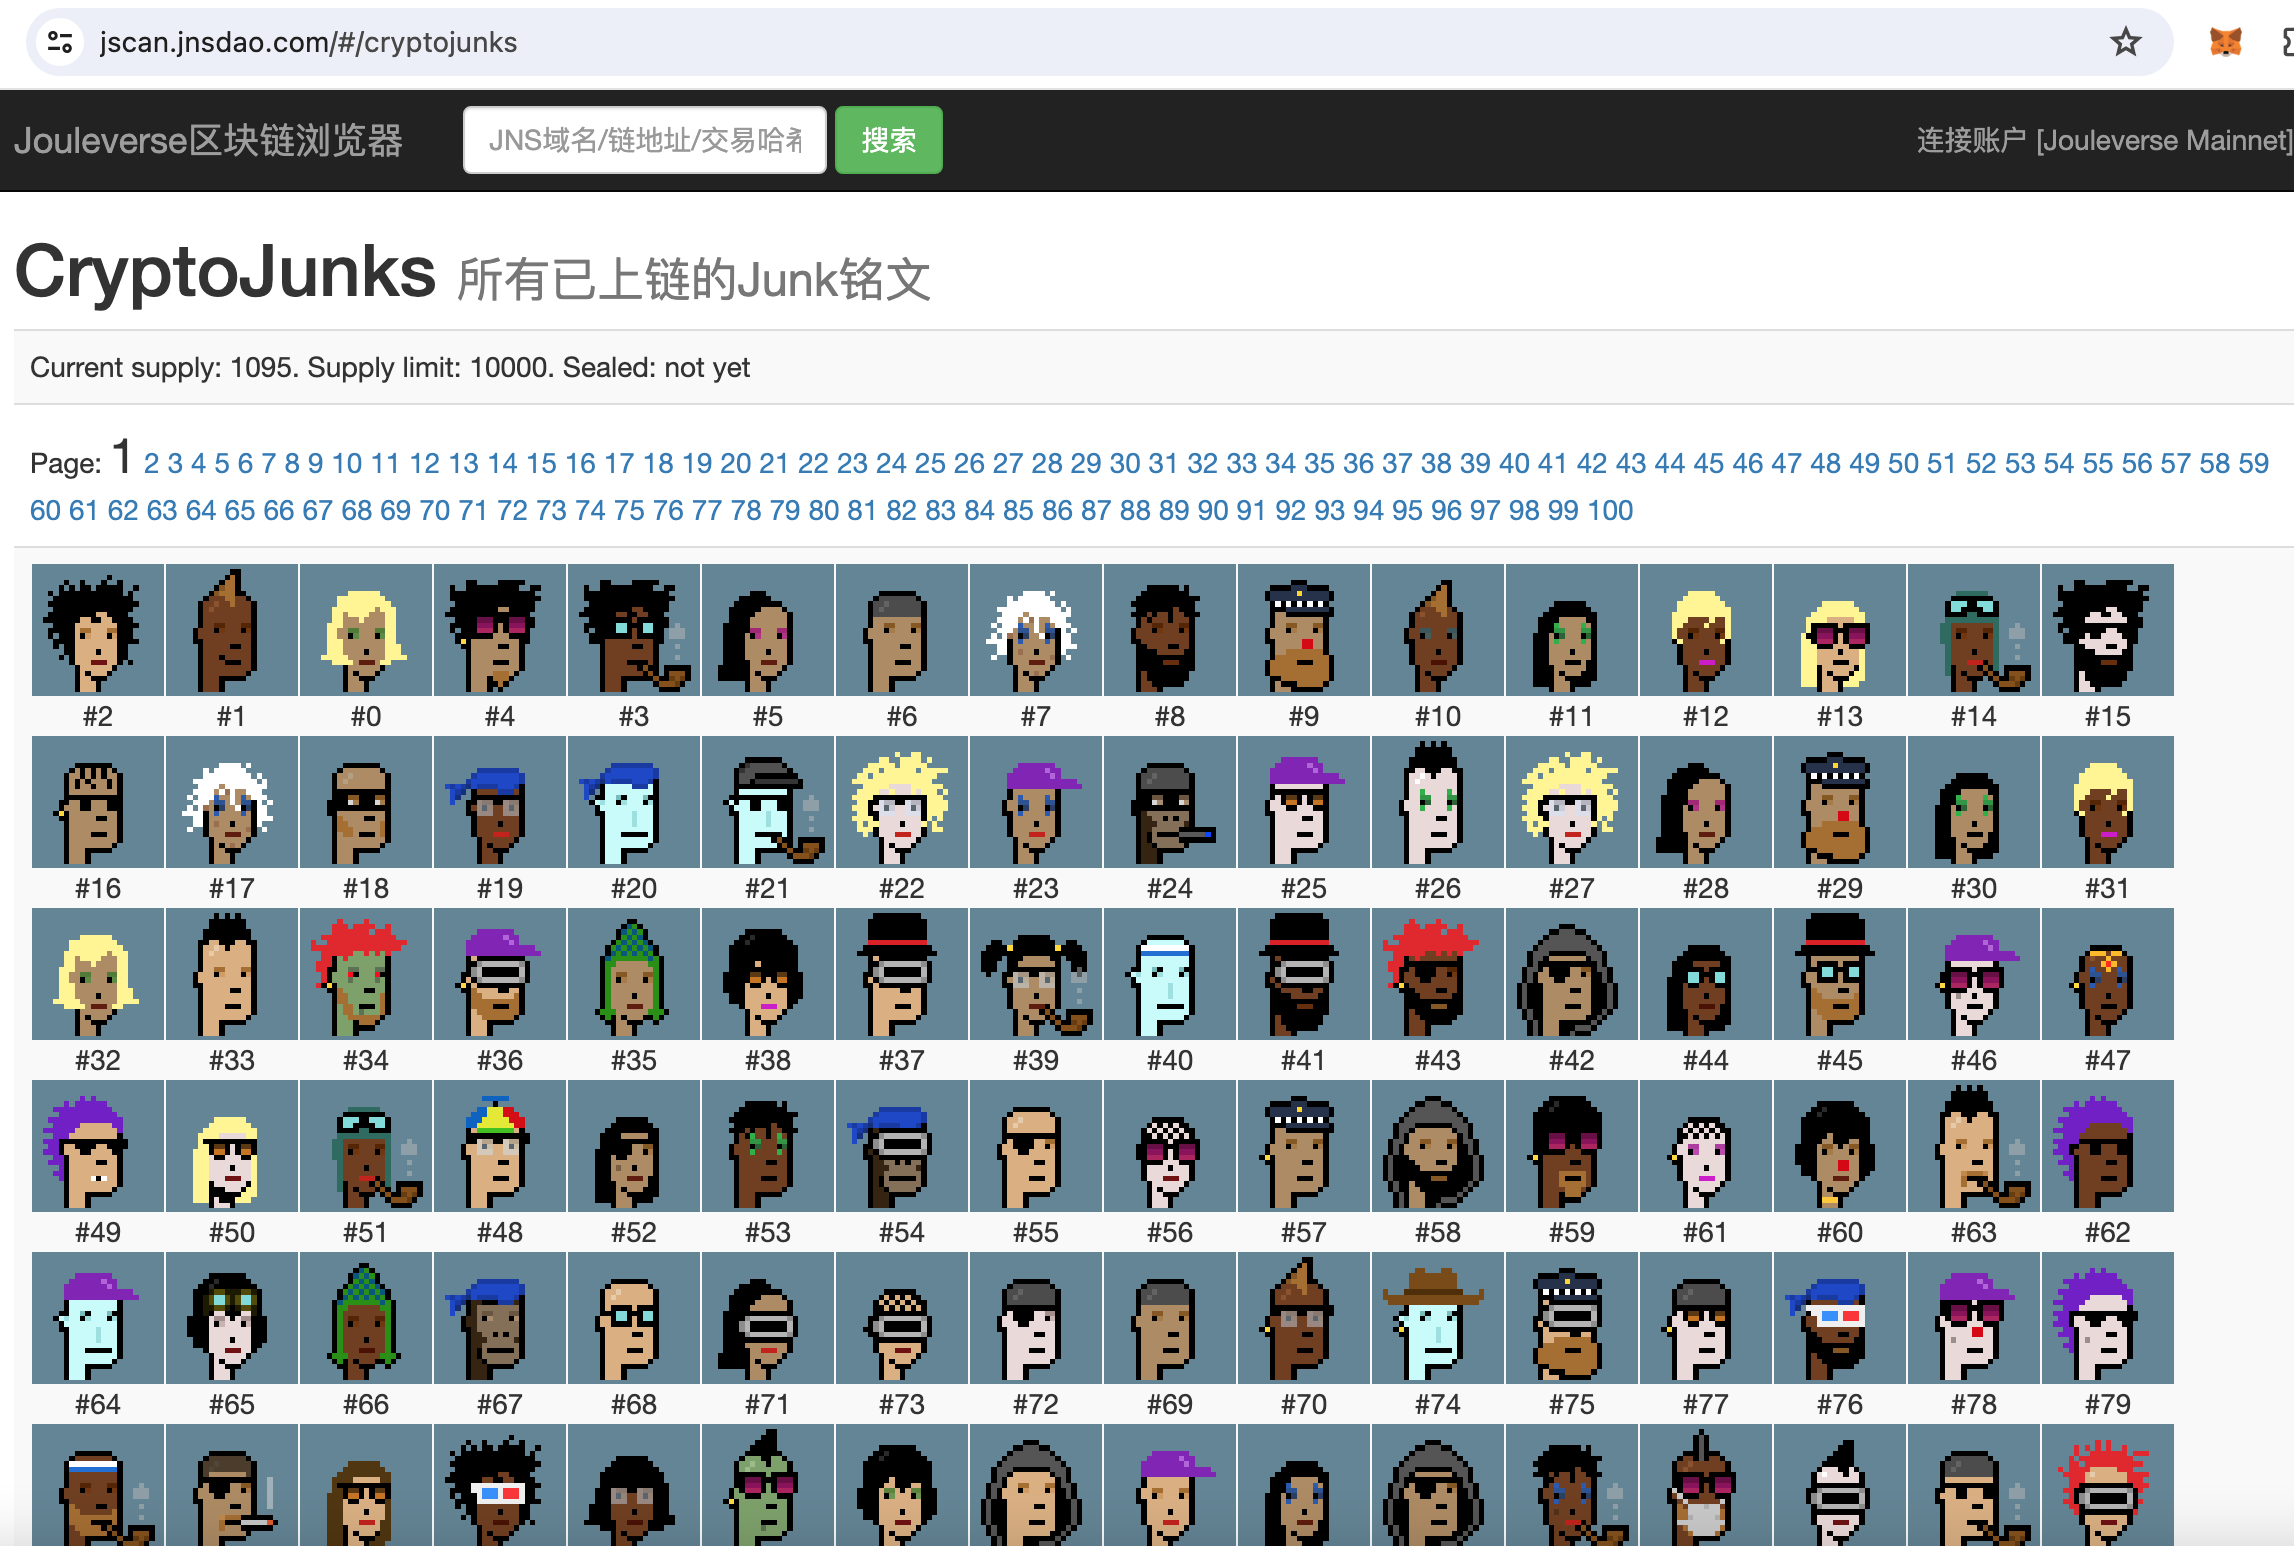 jscan.jnsdao.com/#/cryptojunks
Jouleverse区块链浏览器 JNS域名/链地址/交易哈希 搜索 连接账户 [Jouleverse Mainnet]
CryptoJunks 所有已上链的Junk铭文
Current supply: 1095. Supply limit: 10000. Sealed: not yet
Page: 1 2 3 4 5 6 7 8 9 10 11 12 13 14 15 16 17 18 19 20 21 22 23 24 25 26 27 28 29 30 31 32 33 34 35 36 37 38 39 40 41 42 43 44 45 46 47 48 49 50 51 52 53 54 55 56 57 58 59
60 61 62 63 64 65 66 67 68 69 70 71 72 73 74 75 76 77 78 79 80 81 82 83 84 85 86 87 88 89 90 91 92 93 94 95 96 97 98 99 100
#2 #1 #0 #4 #3 #5 #6 #7 #8 #9 #10 #11 #12 #13 #14 #15
#16 #17 #18 #19 #20 #21 #22 #23 #24 #25 #26 #27 #28 #29 #30 #31
#32 #33 #34 #36 #35 #38 #37 #39 #40 #41 #43 #42 #44 #45 #46 #47
#49 #50 #51 #48 #52 #53 #54 #55 #56 #57 #58 #59 #61 #60 #63 #62
#64 #65 #66 #67 #68 #71 #73 #72 #69 #70 #74 #75 #77 #76 #78 #79